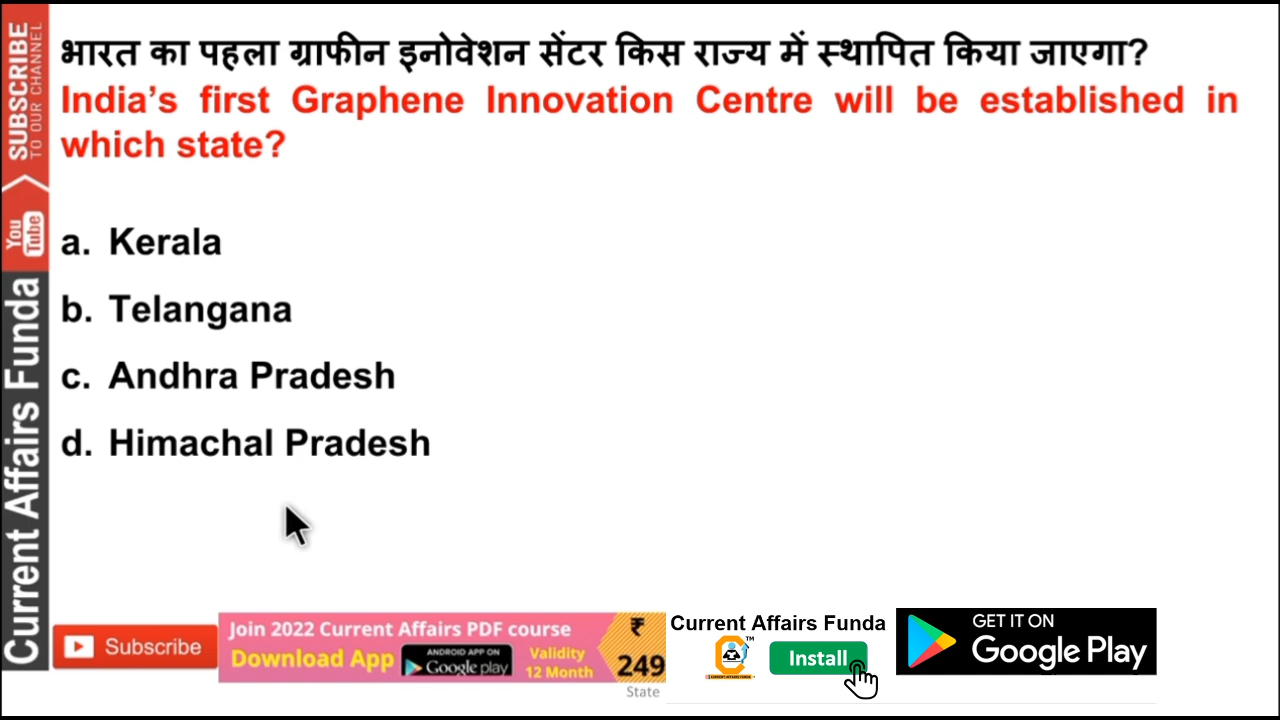 भारत का पहला ग्राफीन इनोवेशन सेंटर किस राज्य में स्थापित किया जाएगा?
India's first Graphene Innovation Centre will be established in
which state?
a. Kerala
b. Telangana
c. Andhra Pradesh
d. Himachal Pradesh
SUBSCRIBE
TO OUR CHANNEL
You
Tube
Current Affairs Funda
Subscribe
Join 2022 Current Affairs PDF course
Download App
ANDROID APP ON
Google play
Validity
12 Month
₹
249
State
Current Affairs Funda
Install
GET IT ON
Google Play